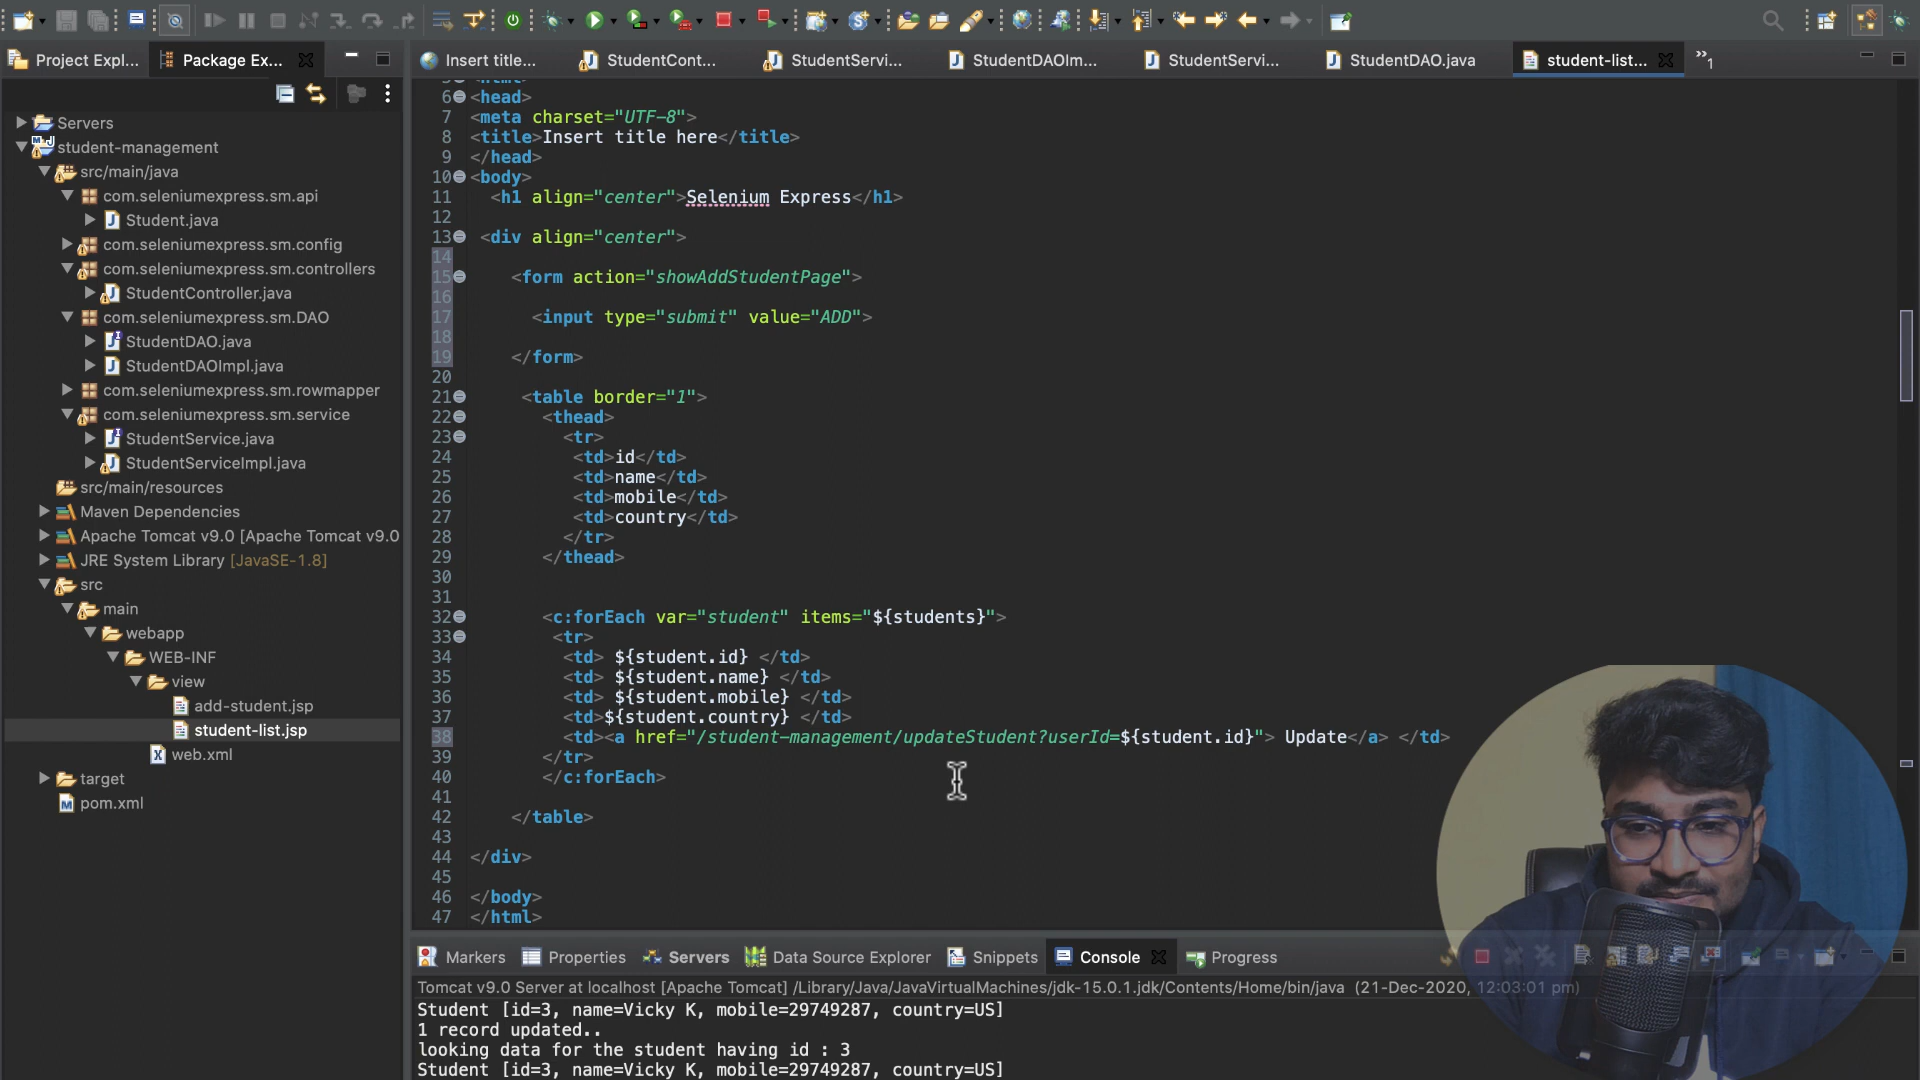 Project Expl...
Package Ex...
Insert title...
StudentCont...
StudentServi...
StudentDAOIm...
StudentServi...
StudentDAO.java
student-list...
»1
Servers
student-management
src/main/java
com.seleniumexpress.sm.api
Student.java
com.seleniumexpress.sm.config
com.seleniumexpress.sm.controllers
StudentController.java
com.seleniumexpress.sm.DAO
StudentDAO.java
StudentDAOImpl.java
com.seleniumexpress.sm.rowmapper
com.seleniumexpress.sm.service
StudentService.java
StudentServiceImpl.java
src/main/resources
Maven Dependencies
Apache Tomcat v9.0 [Apache Tomcat v9.0
JRE System Library [JavaSE-1.8]
src
main
webapp
WEB-INF
view
add-student.jsp
student-list.jsp
web.xml
target
pom.xml
6 <head>
7 <meta charset="UTF-8">
8 <title>Insert title here</title>
9 </head>
10 <body>
11 <h1 align="center">Selenium Express</h1>
12
13 <div align="center">
14
15 <form action="showAddStudentPage">
16
17 <input type="submit" value="ADD">
18
19 </form>
20
21 <table border="1">
22 <thead>
23 <tr>
24 <td>id</td>
25 <td>name</td>
26 <td>mobile</td>
27 <td>country</td>
28 </tr>
29 </thead>
30
31
32 <c:forEach var="student" items="${students}">
33 <tr>
34 <td> ${student.id} </td>
35 <td> ${student.name} </td>
36 <td> ${student.mobile} </td>
37 <td>${student.country} </td>
38 <td><a href="/student-management/updateStudent?userId=${student.id}"> Update</a> </td>
39 </tr>
40 </c:forEach>
41
42 </table>
43
44 </div>
45
46 </body>
47 </html>
Markers
Properties
Servers
Data Source Explorer
Snippets
Console
Progress
Tomcat v9.0 Server at localhost [Apache Tomcat] /Library/Java/JavaVirtualMachines/jdk-15.0.1.jdk/Contents/Home/bin/java (21-Dec-2020, 12:03:01 pm)
Student [id=3, name=Vicky K, mobile=29749287, country=US]
1 record updated..
looking data for the student having id : 3
Student [id=3, name=Vicky K, mobile=29749287, country=US]